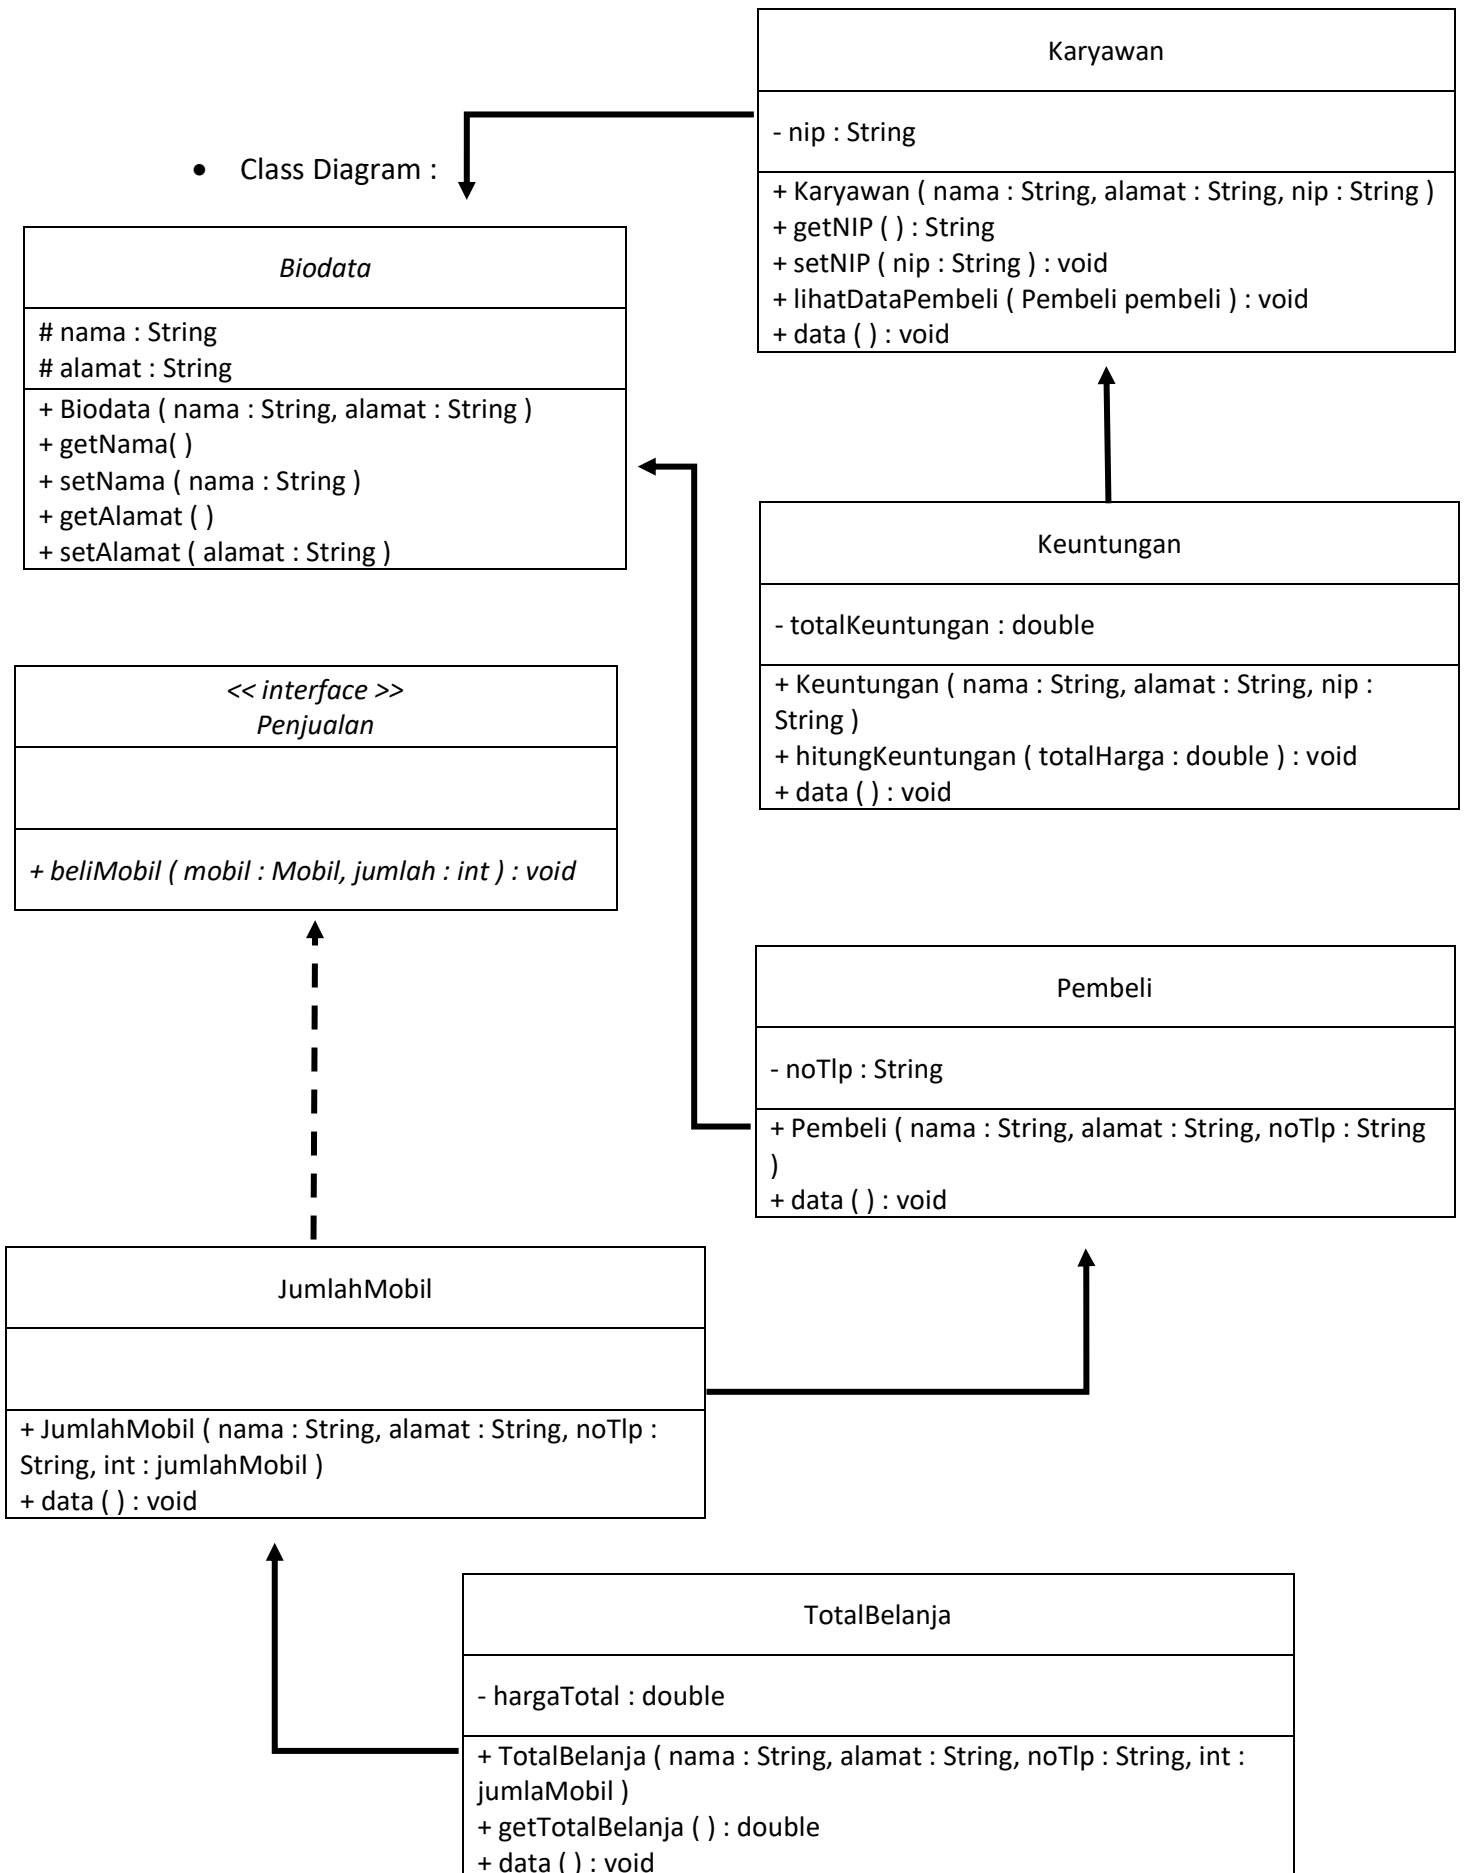 Karyawan
- nip : String
+ Karyawan ( nama : String, alamat : String, nip : String )
+ getNIP ( ) : String
+ setNIP ( nip : String ) : void
+ lihatDataPembeli ( Pembeli pembeli ) : void
+ data ( ) : void
• Class Diagram :
Biodata
# nama : String
# alamat : String
+ Biodata ( nama : String, alamat : String )
+ getNama( )
+ setNama ( nama : String )
+ getAlamat ( )
+ setAlamat ( alamat : String )
Keuntungan
- totalKeuntungan : double
+ Keuntungan ( nama : String, alamat : String, nip :
String )
+ hitungKeuntungan ( totalHarga : double ) : void
+ data ( ) : void
<< interface >>
Penjualan
+ beliMobil ( mobil : Mobil, jumlah : int ) : void
Pembeli
- noTlp : String
+ Pembeli ( nama : String, alamat : String, noTlp : String
)
+ data ( ) : void
JumlahMobil
+ JumlahMobil ( nama : String, alamat : String, noTlp :
String, int : jumlahMobil )
+ data ( ) : void
TotalBelanja
- hargaTotal : double
+ TotalBelanja ( nama : String, alamat : String, noTlp : String, int :
jumlaMobil )
+ getTotalBelanja ( ) : double
+ data ( ) : void